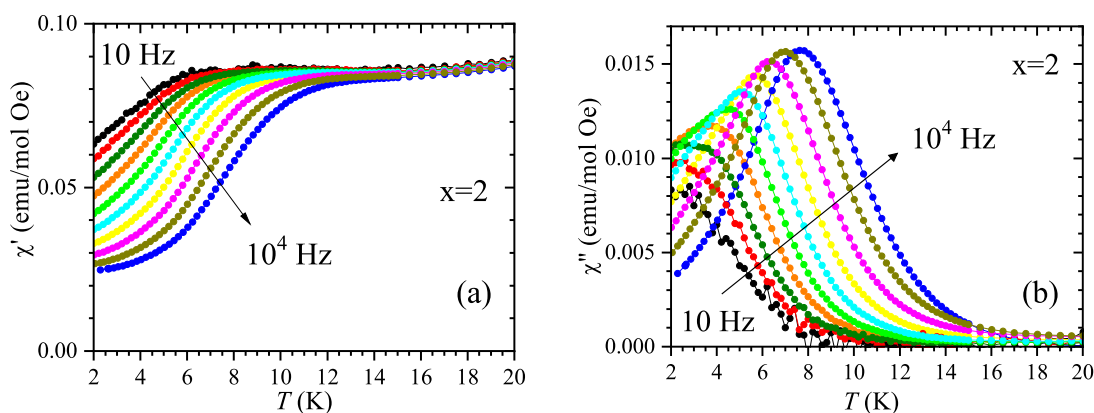 (a)
0.10
0.05
0.00
χ' (emu/mol Oe)
10 Hz
10⁴ Hz
x=2
(a)
2 4 6 8 10 12 14 16 18 20
T (K)
(b)
0.015
0.010
0.005
0.000
χ" (emu/mol Oe)
x=2
10⁴ Hz
10 Hz
(b)
2 4 6 8 10 12 14 16 18 20
T (K)